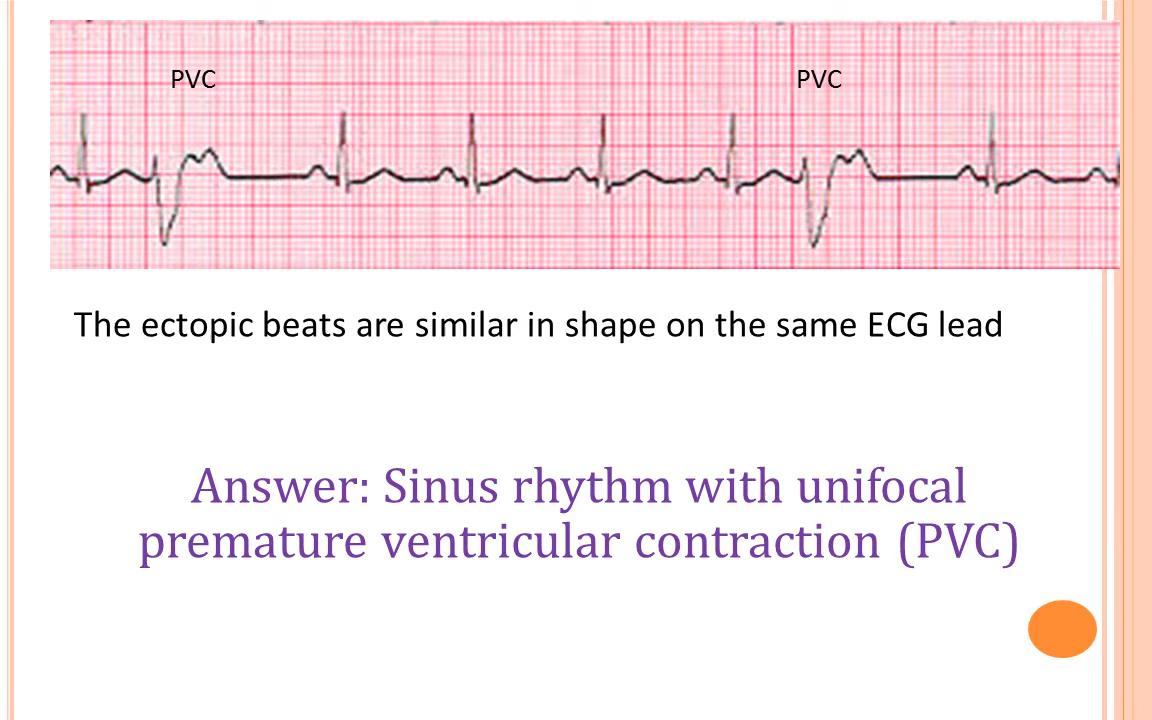 PVC PVC
The ectopic beats are similar in shape on the same ECG lead
Answer: Sinus rhythm with unifocal
premature ventricular contraction (PVC)